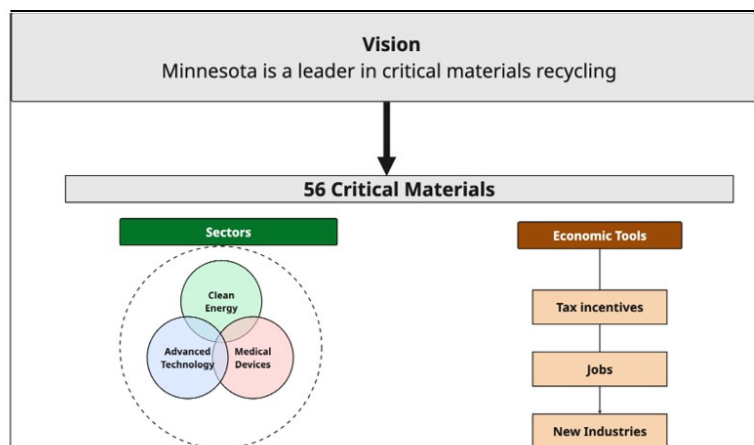 Vision
Minnesota is a leader in critical materials recycling
56 Critical Materials
Sectors
Economic Tools
Clean
Energy
Tax incentives
Advanced
Technology
Medical
Devices
Jobs
New Industries